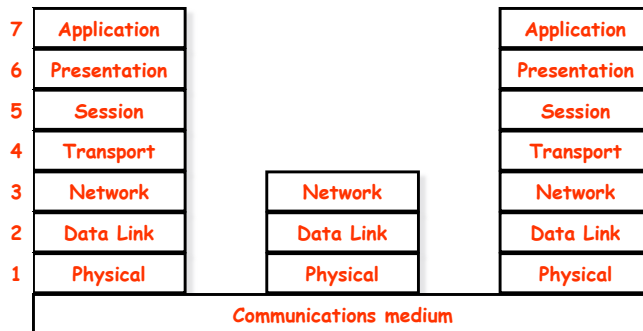 7 Application Application
6 Presentation Presentation
5 Session Session
4 Transport Transport
3 Network Network Network
2 Data Link Data Link Data Link
1 Physical Physical Physical
Communications medium